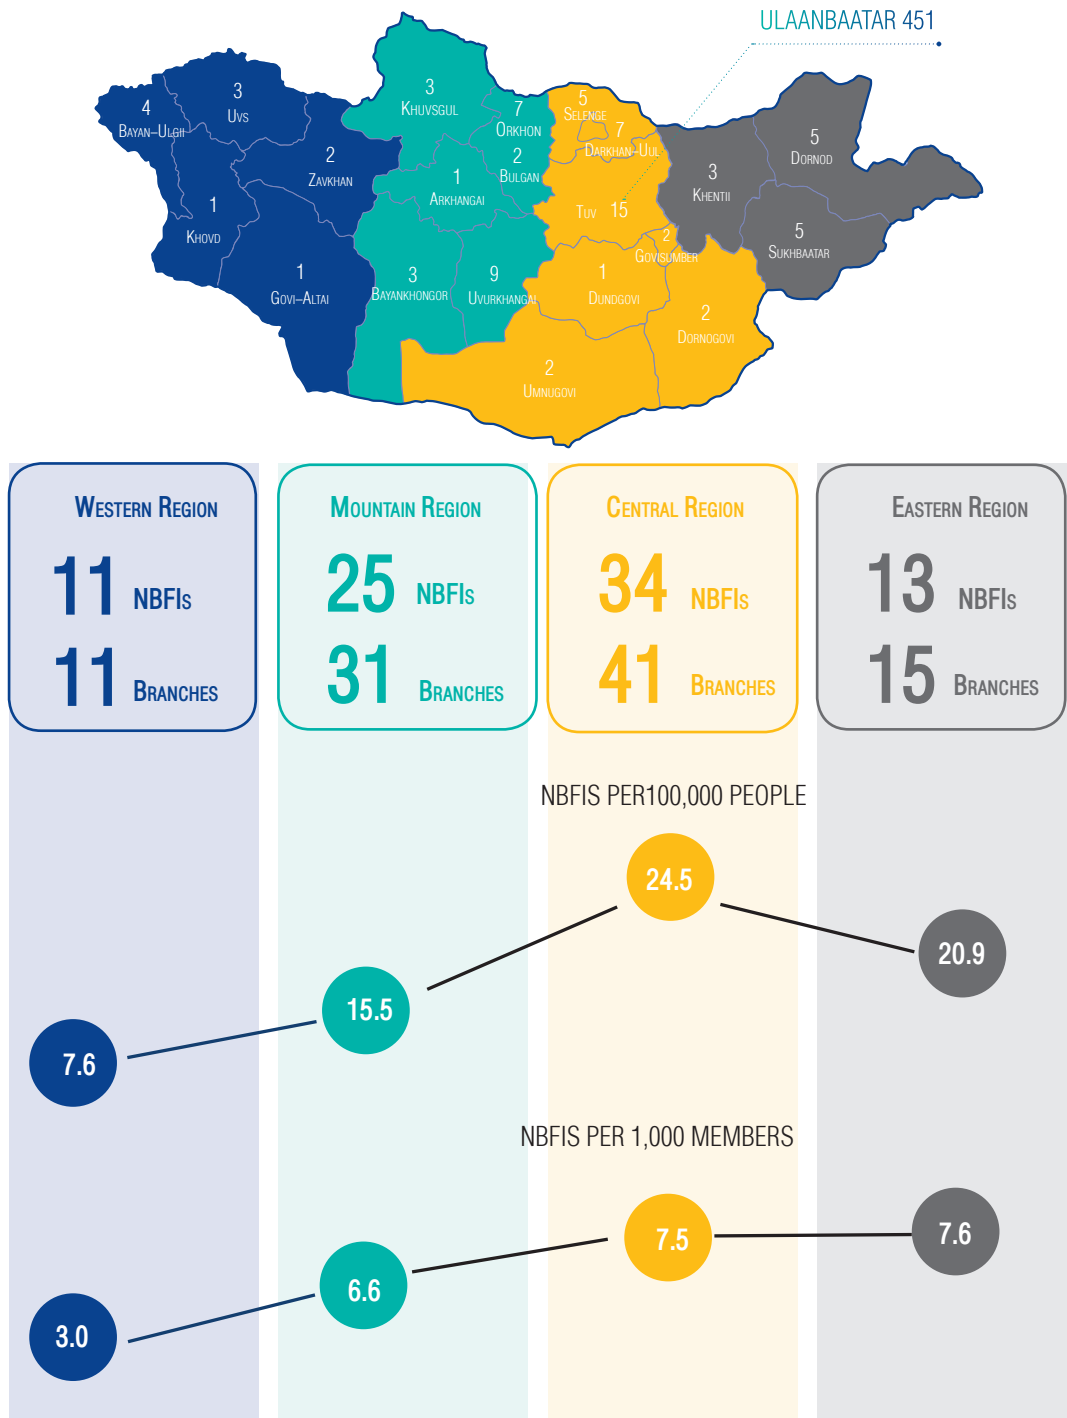 ULAANBAATAR 451
3
KHUVSGUL
3
UVS
4
BAYAN–ULGII
7
ORKHON
5
SELENGE
7
DARKHAN–UUL
5
DORNOD
2
ZAVKHAN
2
BULGAN
1
ARKHANGAI
3
KHENTII
1
KHOVD
TUV 15
5
SUKHBAATAR
2
GOVISUMBER
1
GOVI–ALTAI
3
BAYANKHONGOR
9
UVURKHANGAI
1
DUNDGOVI
2
DORNOGOVI
2
UMNUGOVI
WESTERN REGION
11 NBFIs
11 BRANCHES
MOUNTAIN REGION
25 NBFIs
31 BRANCHES
CENTRAL REGION
34 NBFIs
41 BRANCHES
EASTERN REGION
13 NBFIs
15 BRANCHES
NBFIS PER100,000 PEOPLE
7.6
15.5
24.5
20.9
NBFIS PER 1,000 MEMBERS
3.0
6.6
7.5
7.6